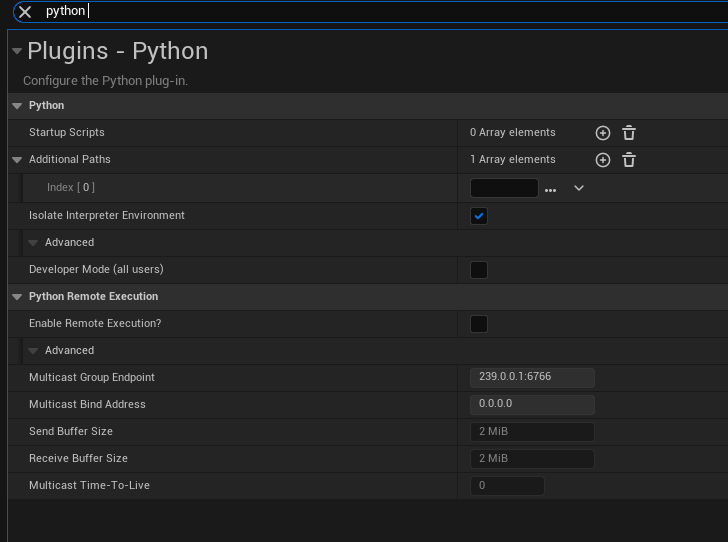 python
Plugins - Python
Configure the Python plug-in.
Python
Startup Scripts 0 Array elements
Additional Paths 1 Array elements
Index [ 0 ] ...
Isolate Interpreter Environment
Advanced
Developer Mode (all users)
Python Remote Execution
Enable Remote Execution?
Advanced
Multicast Group Endpoint 239.0.0.1:6766
Multicast Bind Address 0.0.0.0
Send Buffer Size 2 MiB
Receive Buffer Size 2 MiB
Multicast Time-To-Live 0